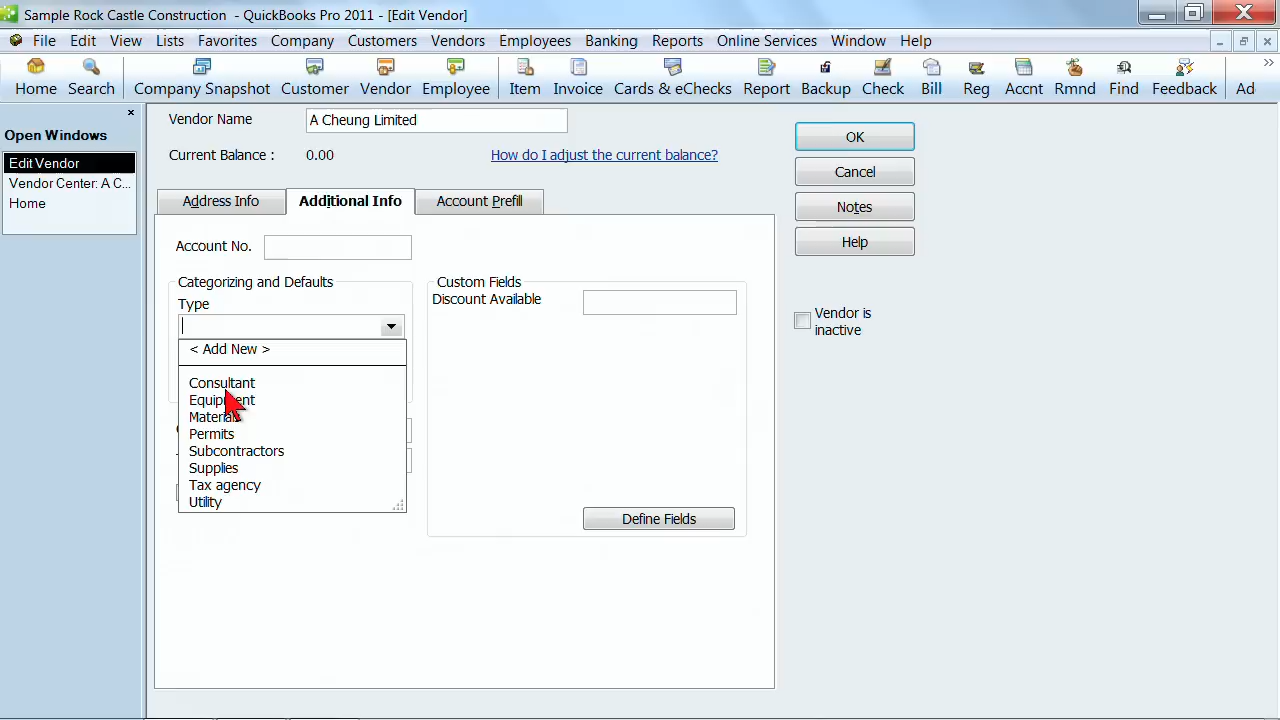 Sample Rock Castle Construction - QuickBooks Pro 2011 - [Edit Vendor]
File Edit View Lists Favorites Company Customers Vendors Employees Banking Reports Online Services Window Help
Home Search Company Snapshot Customer Vendor Employee Item Invoice Cards & eChecks Report Backup Check Bill Reg Accnt Rmnd Find Feedback Ad
Open Windows
Edit Vendor
Vendor Center: A C...
Home
Vendor Name A Cheung Limited
Current Balance : 0.00 How do I adjust the current balance?
Address Info Additional Info Account Prefill
Account No.
Categorizing and Defaults
Type
< Add New >
Consultant
Equipment
Materials
Permits
Subcontractors
Supplies
Tax agency
Utility
Custom Fields
Discount Available
Define Fields
OK
Cancel
Notes
Help
Vendor is
inactive